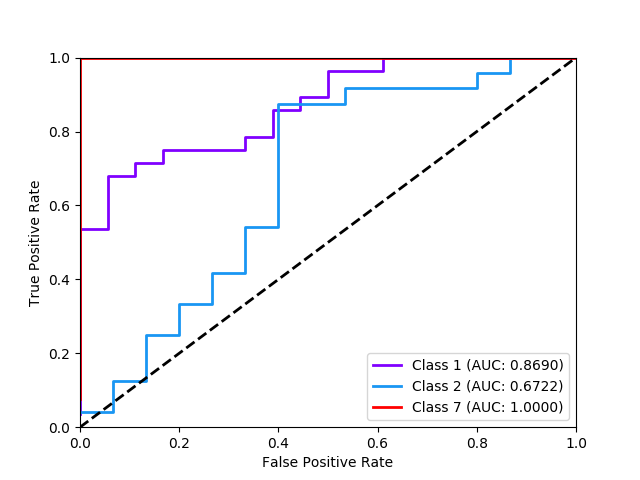 1.0
0.8
0.6
0.4
0.2
0.0
True Positive Rate
0.0 0.2 0.4 0.6 0.8 1.0
False Positive Rate
Class 1 (AUC: 0.8690)
Class 2 (AUC: 0.6722)
Class 7 (AUC: 1.0000)